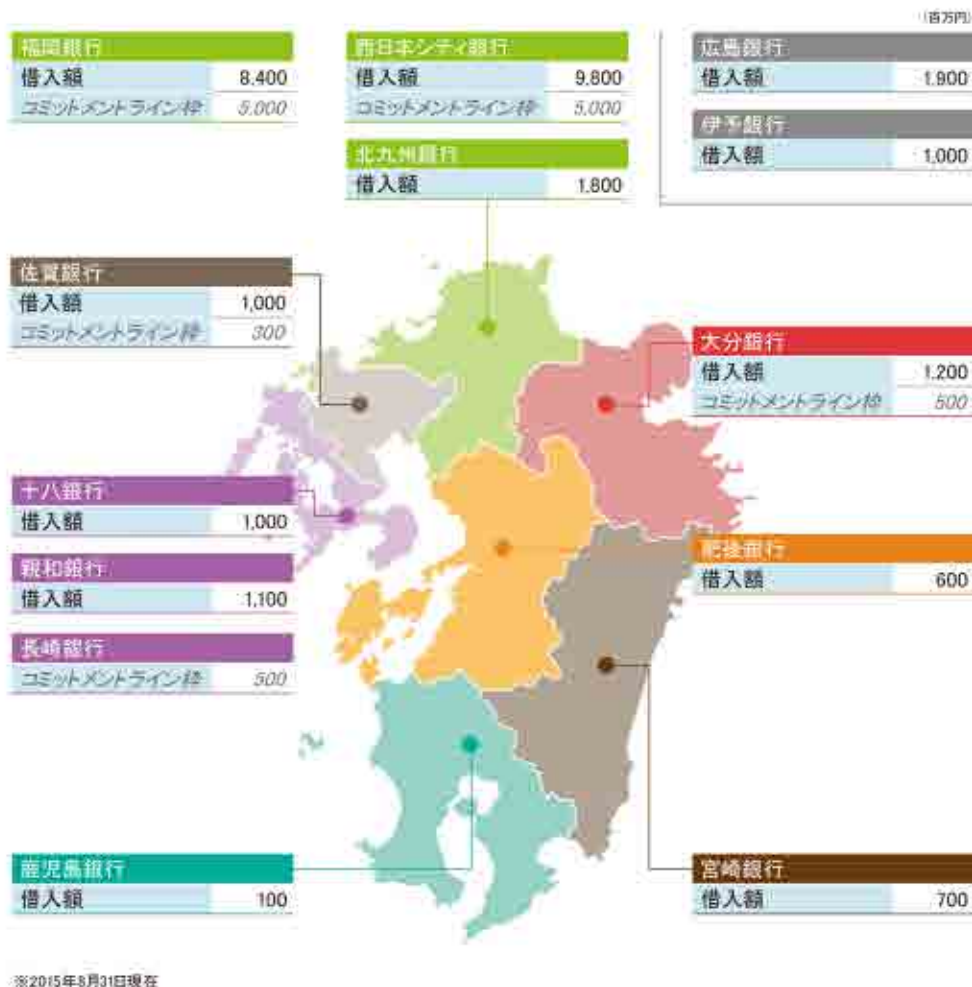 （百万円）
福岡銀行
借入額 8,400
コミットメントライン枠 5,000
西日本シティ銀行
借入額 9,800
コミットメントライン枠 5,000
北九州銀行
借入額 1,800
広島銀行
借入額 1,900
伊予銀行
借入額 1,000
佐賀銀行
借入額 1,000
コミットメントライン枠 300
大分銀行
借入額 1,200
コミットメントライン枠 500
十八銀行
借入額 1,000
親和銀行
借入額 1,100
長崎銀行
コミットメントライン枠 500
肥後銀行
借入額 600
鹿児島銀行
借入額 100
宮崎銀行
借入額 700
※2015年8月31日現在